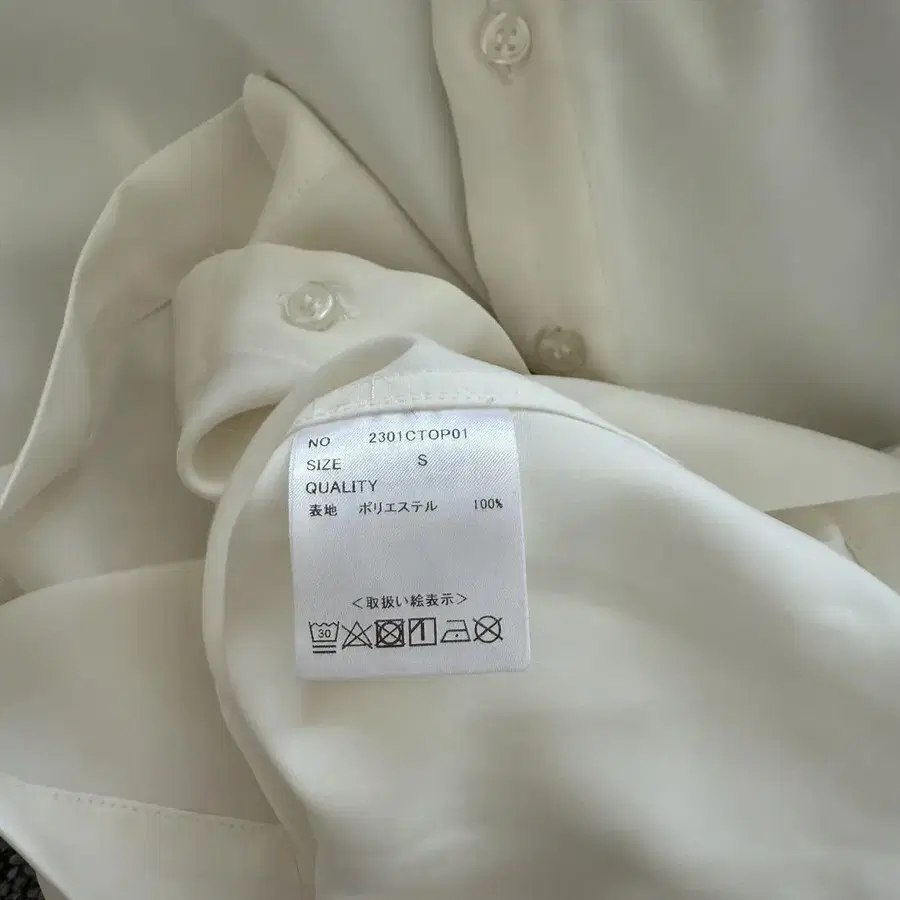 NO 2301CTOP01
SIZE S
QUALITY
表地 ポリエステル 100%
<取扱い絵表示>
30